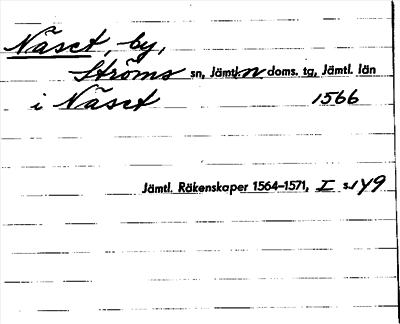 Näset, by,
Ströms sn, Jämtl. n doms. tg, Jämtl. län
i Näset 1566
Jämtl. Räkenskaper 1564–1571, I s. 149